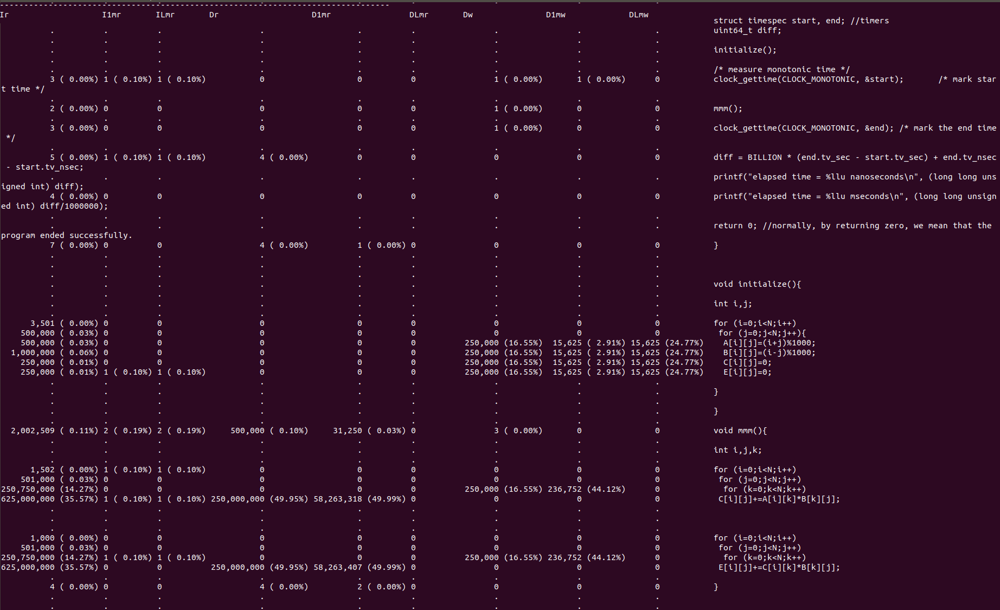 --------------------------------------------------------------------------------
Ir I1mr ILmr Dr D1mr DLmr Dw D1mw DLmw
struct timespec start, end; //timers
. . . . . . . . . uint64_t diff;
. . . . . . . . .
. . . . . . . . . initialize();
. . . . . . . . .
. . . . . . . . . /* measure monotonic time */
3 ( 0.00%) 1 ( 0.10%) 1 ( 0.10%) 0 0 0 1 ( 0.00%) 1 ( 0.00%) 0 clock_gettime(CLOCK_MONOTONIC, &start); /* mark star
t time */
. . . . . . . . .
2 ( 0.00%) 0 0 0 0 0 1 ( 0.00%) 0 0 mmm();
. . . . . . . . .
3 ( 0.00%) 0 0 0 0 0 1 ( 0.00%) 0 0 clock_gettime(CLOCK_MONOTONIC, &end); /* mark the end time
*/
. . . . . . . . .
5 ( 0.00%) 1 ( 0.10%) 1 ( 0.10%) 4 ( 0.00%) 0 0 0 0 0 diff = BILLION * (end.tv_sec - start.tv_sec) + end.tv_nsec
- start.tv_nsec;
. . . . . . . . . printf("elapsed time = %llu nanoseconds\n", (long long uns
igned int) diff);
4 ( 0.00%) 0 0 0 0 0 0 0 0 printf("elapsed time = %llu mseconds\n", (long long unsign
ed int) diff/1000000);
. . . . . . . . .
. . . . . . . . . return 0; //normally, by returning zero, we mean that the
program ended successfully.
7 ( 0.00%) 0 0 4 ( 0.00%) 1 ( 0.00%) 0 0 0 0 }
. . . . . . . . .
. . . . . . . . .
. . . . . . . . .
. . . . . . . . . void initialize(){
. . . . . . . . .
. . . . . . . . . int i,j;
. . . . . . . . .
3,501 ( 0.00%) 0 0 0 0 0 0 0 0 for (i=0;i<N;i++)
500,000 ( 0.03%) 0 0 0 0 0 0 0 0 for (j=0;j<N;j++){
500,000 ( 0.03%) 0 0 0 0 0 250,000 (16.55%) 15,625 ( 2.91%) 15,625 (24.77%) A[i][j]=(i+j)%1000;
1,000,000 ( 0.06%) 0 0 0 0 0 250,000 (16.55%) 15,625 ( 2.91%) 15,625 (24.77%) B[i][j]=(i-j)%1000;
250,000 ( 0.01%) 0 0 0 0 0 250,000 (16.55%) 15,625 ( 2.91%) 15,625 (24.77%) C[i][j]=0;
250,000 ( 0.01%) 1 ( 0.10%) 1 ( 0.10%) 0 0 0 250,000 (16.55%) 15,625 ( 2.91%) 15,625 (24.77%) E[i][j]=0;
. . . . . . . . .
. . . . . . . . . }
. . . . . . . . .
. . . . . . . . . }
. . . . . . . . .
2,002,509 ( 0.11%) 2 ( 0.19%) 2 ( 0.19%) 500,000 ( 0.10%) 31,250 ( 0.03%) 0 3 ( 0.00%) 0 0 void mmm(){
. . . . . . . . .
. . . . . . . . . int i,j,k;
. . . . . . . . .
1,502 ( 0.00%) 1 ( 0.10%) 1 ( 0.10%) 0 0 0 0 0 0 for (i=0;i<N;i++)
501,000 ( 0.03%) 0 0 0 0 0 0 0 0 for (j=0;j<N;j++)
250,750,000 (14.27%) 0 0 0 0 0 250,000 (16.55%) 236,752 (44.12%) 0 for (k=0;k<N;k++)
625,000,000 (35.57%) 1 ( 0.10%) 1 ( 0.10%) 250,000,000 (49.95%) 58,263,318 (49.99%) 0 0 0 0 C[i][j]+=A[i][k]*B[k][j];
. . . . . . . . .
. . . . . . . . .
. . . . . . . . .
1,000 ( 0.00%) 0 0 0 0 0 0 0 0 for (i=0;i<N;i++)
501,000 ( 0.03%) 0 0 0 0 0 0 0 0 for (j=0;j<N;j++)
250,750,000 (14.27%) 1 ( 0.10%) 1 ( 0.10%) 0 0 0 250,000 (16.55%) 236,752 (44.12%) 0 for (k=0;k<N;k++)
625,000,000 (35.57%) 0 0 250,000,000 (49.95%) 58,263,407 (49.99%) 0 0 0 0 E[i][j]+=C[i][k]*B[k][j];
. . . . . . . . .
4 ( 0.00%) 0 0 4 ( 0.00%) 2 ( 0.00%) 0 0 0 0 }
. . . . . . . . .
. . . . . . . . .